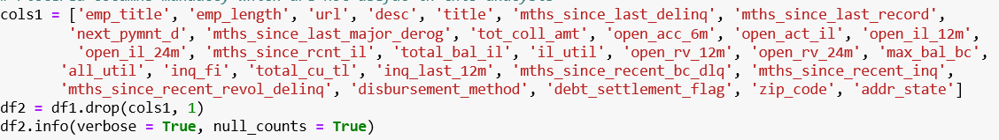 cols1 = ['emp_title', 'emp_length', 'url', 'desc', 'title', 'mths_since_last_delinq', 'mths_since_last_record',
'next_pymnt_d', 'mths_since_last_major_derog', 'tot_coll_amt', 'open_acc_6m', 'open_act_il', 'open_il_12m',
'open_il_24m', 'mths_since_rcnt_il', 'total_bal_il', 'il_util', 'open_rv_12m', 'open_rv_24m', 'max_bal_bc',
'all_util', 'inq_fi', 'total_cu_tl', 'inq_last_12m', 'mths_since_recent_bc_dlq', 'mths_since_recent_inq',
'mths_since_recent_revol_delinq', 'disbursement_method', 'debt_settlement_flag', 'zip_code', 'addr_state']
df2 = df1.drop(cols1, 1)
df2.info(verbose = True, null_counts = True)